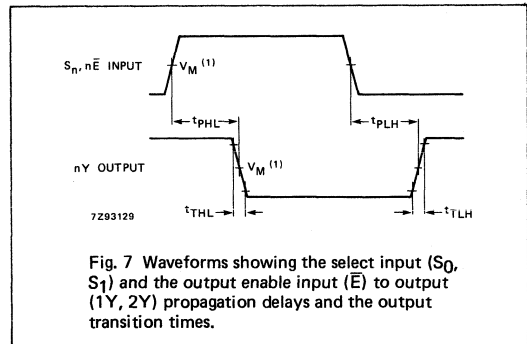 Sn, nE̅ INPUT
VM (1)
tPHL
tPLH
nY OUTPUT
VM (1)
7Z93129
tTHL
tTLH
Fig. 7 Waveforms showing the select input (S0,
S1) and the output enable input (E̅) to output
(1Y, 2Y) propagation delays and the output
transition times.